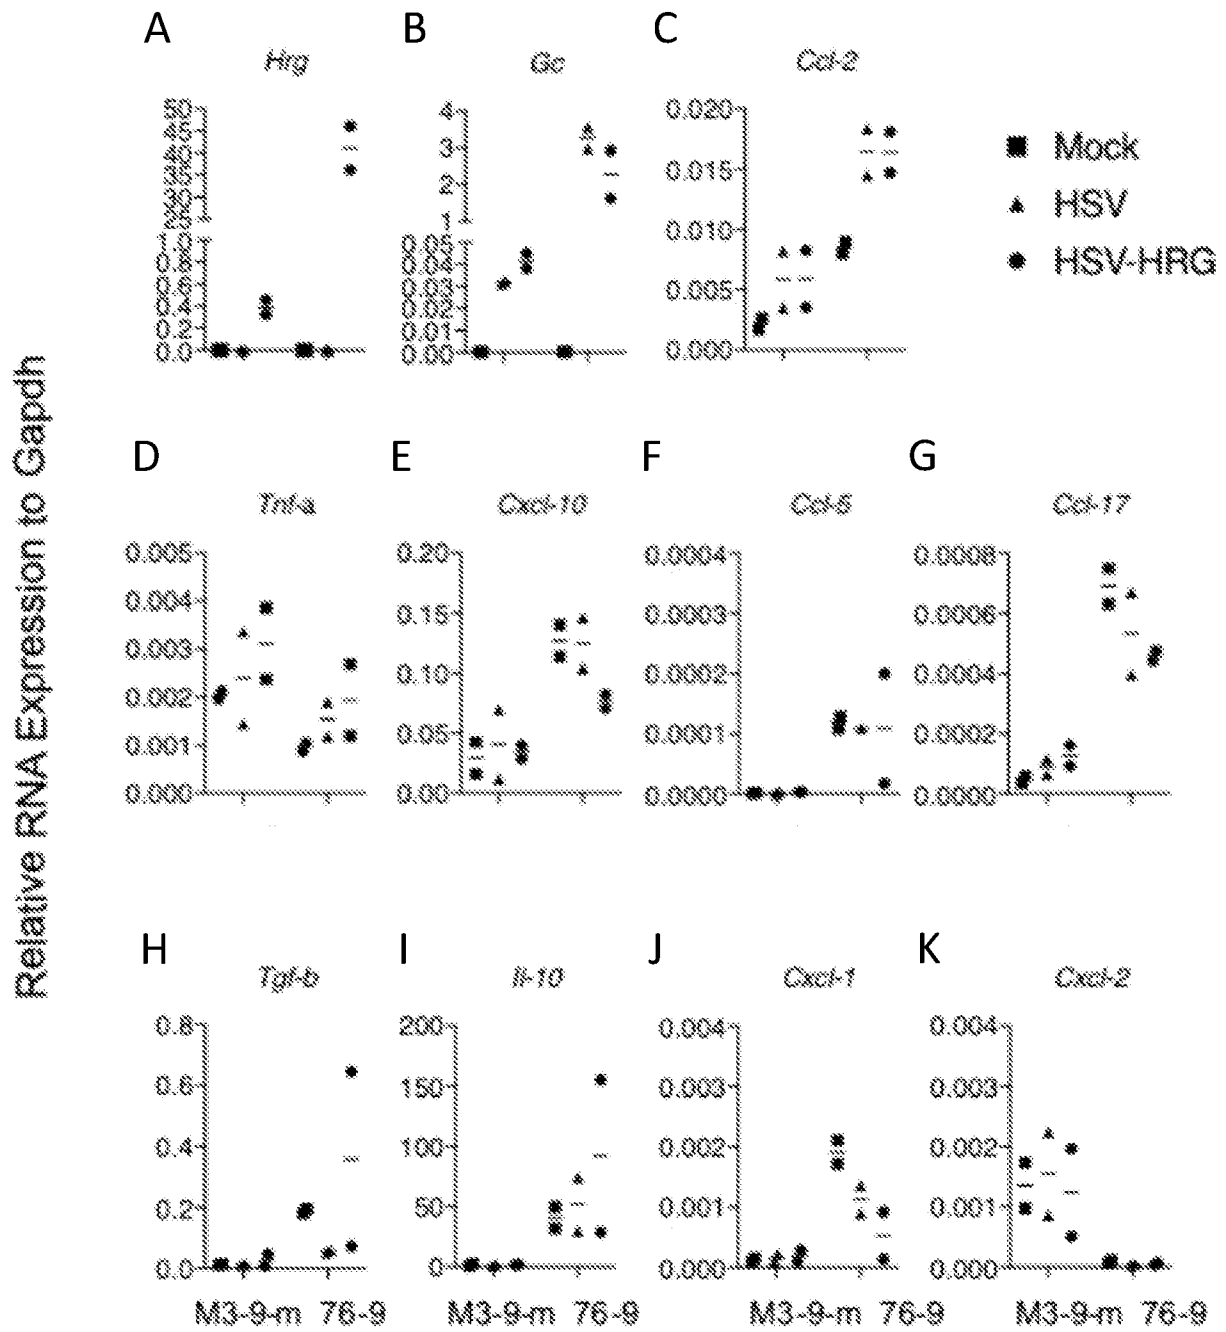 A
B
C
Hrg
Gc
Ccl-2
50
45
40
35
30
25
1.0
0.8
0.6
0.4
0.2
0.0
4
3
2
1
0.05
0.04
0.03
0.02
0.01
0.00
0.020
0.015
0.010
0.005
0.000
Mock
HSV
HSV-HRG
Relative RNA Expression to Gapdh
D
E
F
G
Tnf-a
Cxcl-10
Ccl-5
Ccl-17
0.005
0.004
0.003
0.002
0.001
0.000
0.20
0.15
0.10
0.05
0.00
0.0004
0.0003
0.0002
0.0001
0.0000
0.0008
0.0006
0.0004
0.0002
0.0000
H
I
J
K
Tgf-b
Il-10
Cxcl-1
Cxcl-2
0.8
0.6
0.4
0.2
0.0
200
150
100
50
0
0.004
0.003
0.002
0.001
0.000
0.004
0.003
0.002
0.001
0.000
M3-9-m 76-9
M3-9-m 76-9
M3-9-m 76-9
M3-9-m 76-9